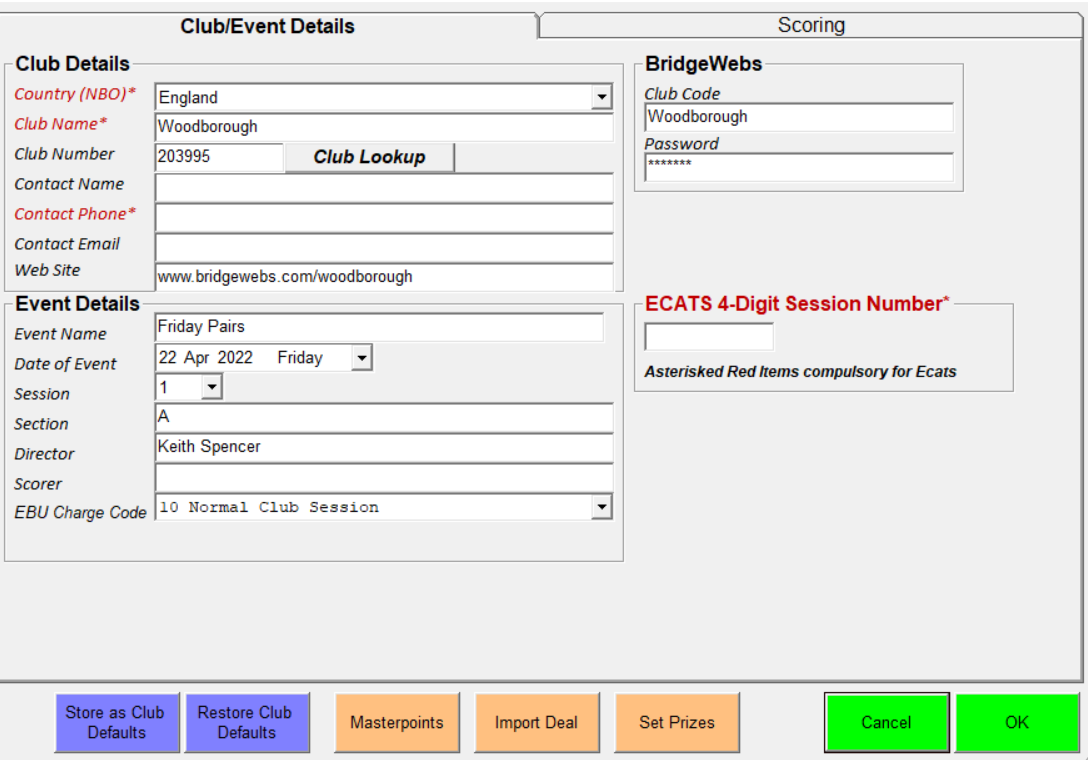 Club/Event Details
Scoring
Club Details
Country (NBO)* England
Club Name* Woodborough
Club Number 203995 Club Lookup
Contact Name
Contact Phone*
Contact Email
Web Site www.bridgewebs.com/woodborough
BridgeWebs
Club Code
Woodborough
Password
*******
Event Details
Event Name Friday Pairs
Date of Event 22 Apr 2022 Friday
Session 1
Section A
Director Keith Spencer
Scorer
EBU Charge Code 10 Normal Club Session
ECATS 4-Digit Session Number*
Asterisked Red Items compulsory for Ecats
Store as Club Defaults
Restore Club Defaults
Masterpoints
Import Deal
Set Prizes
Cancel
OK